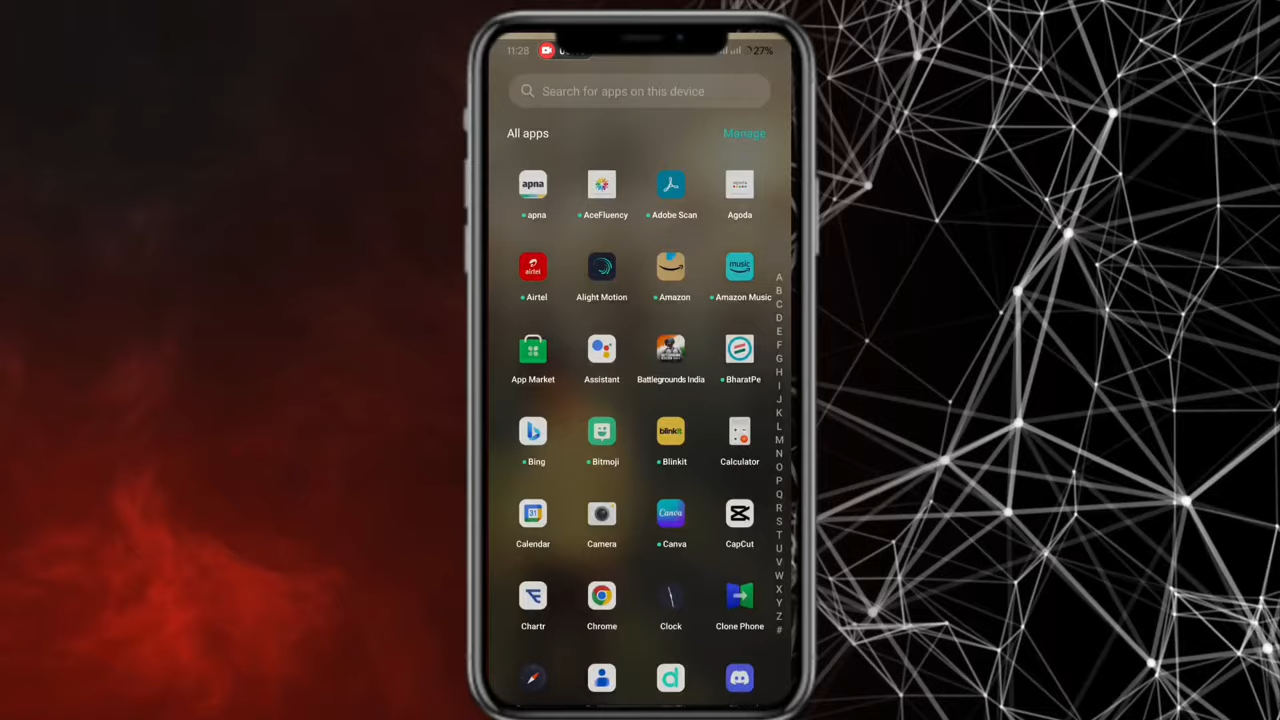 11:28 27%
Search for apps on this device
All apps Manage
apna
apna AceFluency Adobe Scan Agoda
airtel music
Airtel Alight Motion Amazon Amazon Music
App Market Assistant Battlegrounds India BharatPe
blinkit
Bing Bitmoji Blinkit Calculator
31 Canva
Calendar Camera Canva CapCut
Chartr Chrome Clock Clone Phone
d
A
B
C
D
E
F
G
H
I
J
K
L
M
N
O
P
Q
R
S
T
U
V
W
X
Y
Z
#